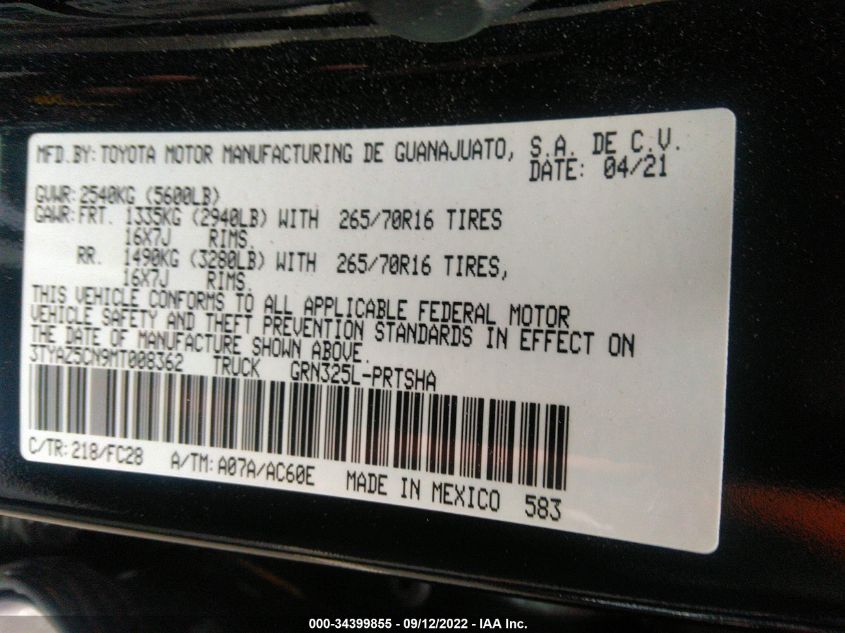 MFD.BY: TOYOTA MOTOR MANUFACTURING DE GUANAJUATO, S.A. DE C.V.
DATE: 04/21
GVWR: 2540KG (5600LB)
GAWR: FRT. 1335KG (2940LB) WITH 265/70R16 TIRES
16X7J RIMS.
RR. 1490KG (3280LB) WITH 265/70R16 TIRES,
16X7J RIMS.
THIS VEHICLE CONFORMS TO ALL APPLICABLE FEDERAL MOTOR
VEHICLE SAFETY AND THEFT PREVENTION STANDARDS IN EFFECT ON
THE DATE OF MANUFACTURE SHOWN ABOVE.
3TYAZ5CN9MT008362 TRUCK GRN325L-PRTSHA
C/TR: 218/FC28 A/TM: A07A/AC60E MADE IN MEXICO 583
000-34399855 - 09/12/2022 - IAA Inc.